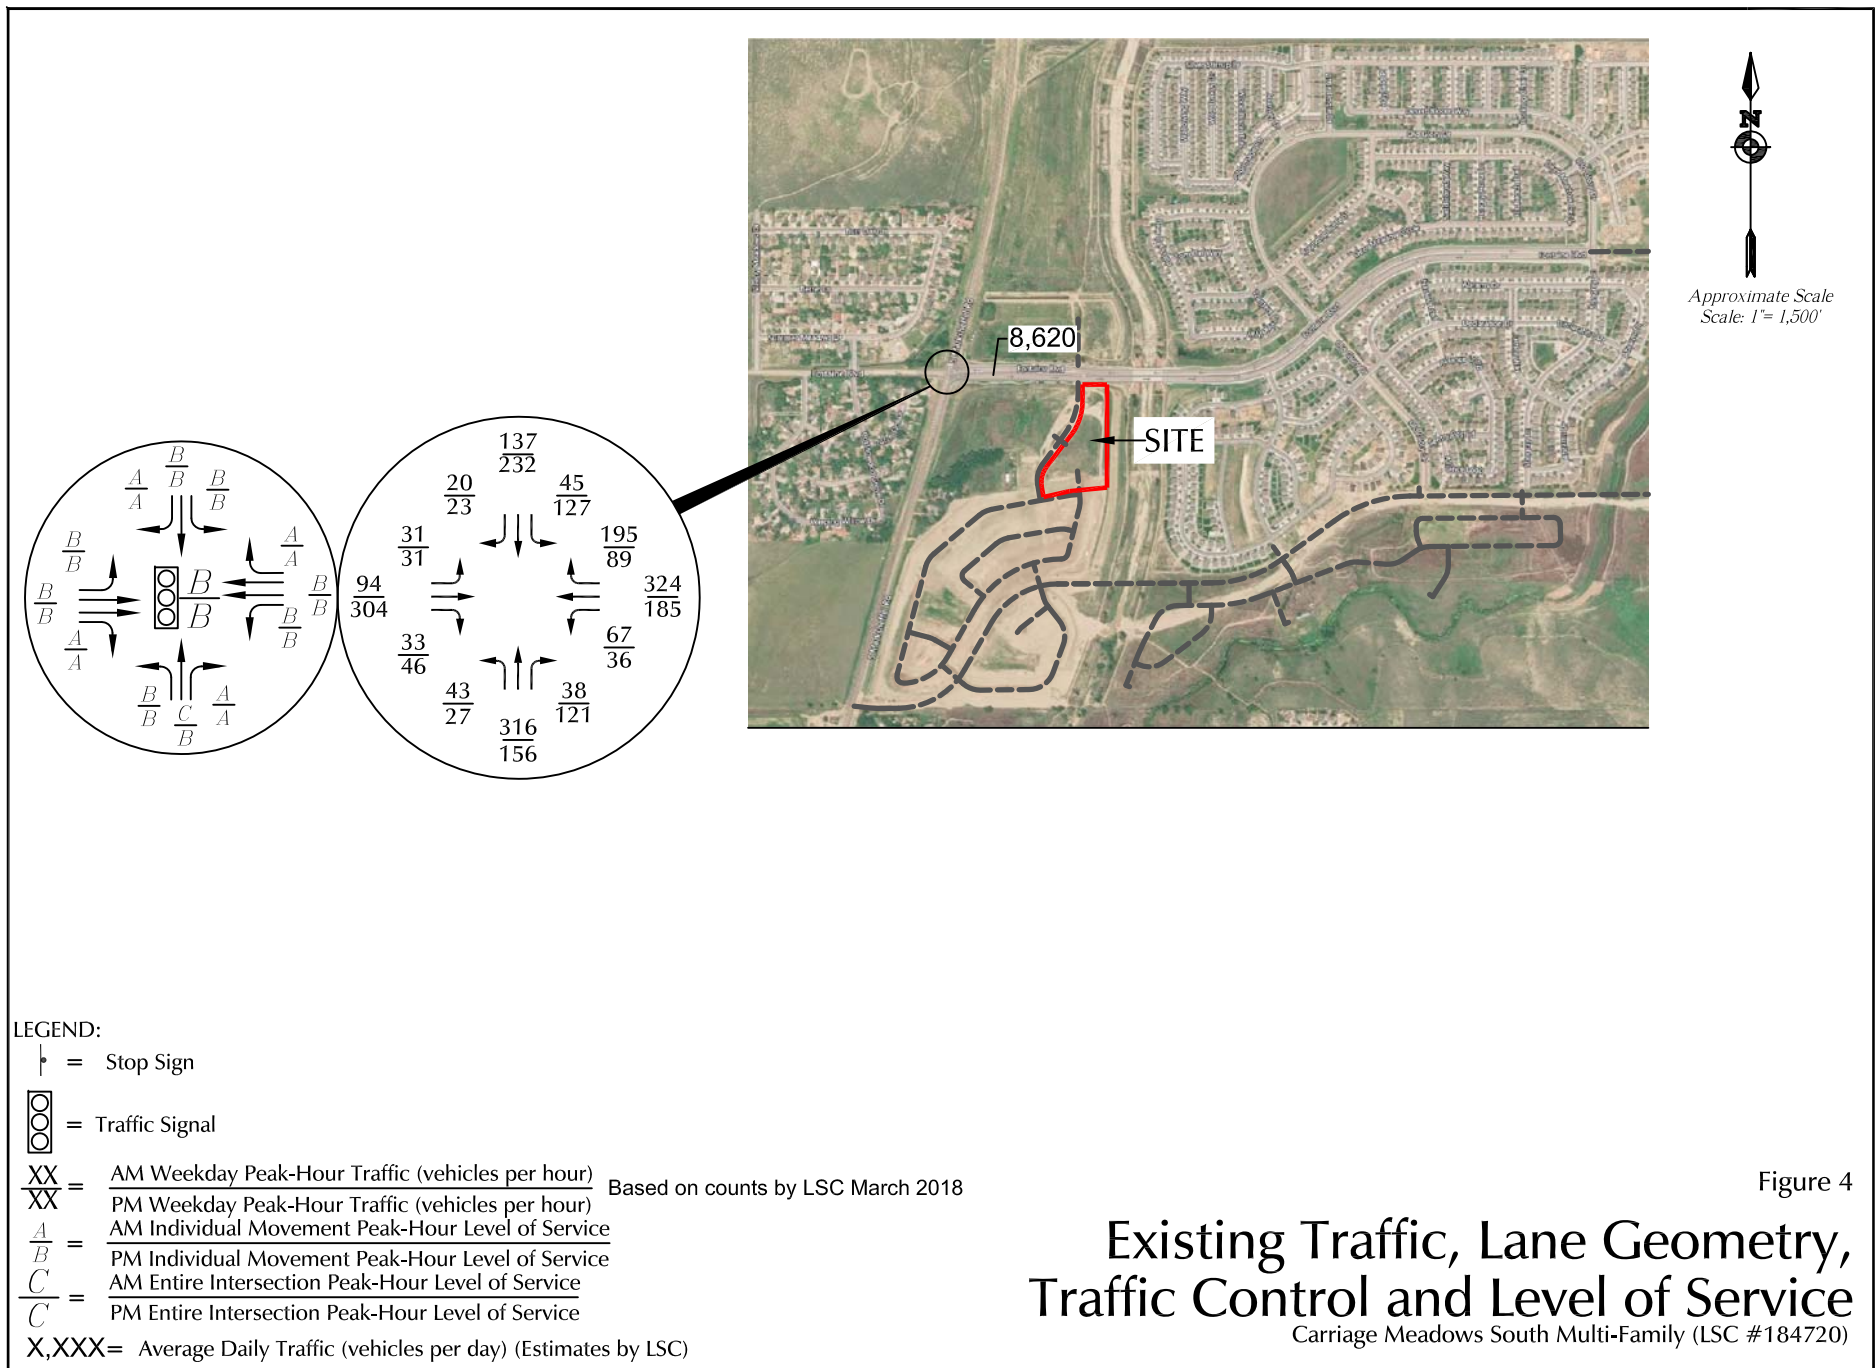 N
Approximate Scale
Scale: 1"= 1,500'
8,620
SITE
B
B
A
A
B
B
B
B
B
B
A
A
B
B
A
A
B
B
B
B
B
B
B
B
C
B
A
A
137
232
20
23
45
127
31
31
195
89
94
304
324
185
33
46
67
36
43
27
38
121
316
156
LEGEND:
= Stop Sign
= Traffic Signal
XX
XX
=
AM Weekday Peak-Hour Traffic (vehicles per hour)
PM Weekday Peak-Hour Traffic (vehicles per hour)
Based on counts by LSC March 2018
A
B
=
AM Individual Movement Peak-Hour Level of Service
PM Individual Movement Peak-Hour Level of Service
C
C
=
AM Entire Intersection Peak-Hour Level of Service
PM Entire Intersection Peak-Hour Level of Service
X,XXX= Average Daily Traffic (vehicles per day) (Estimates by LSC)
Figure 4
Existing Traffic, Lane Geometry,
Traffic Control and Level of Service
Carriage Meadows South Multi-Family (LSC #184720)